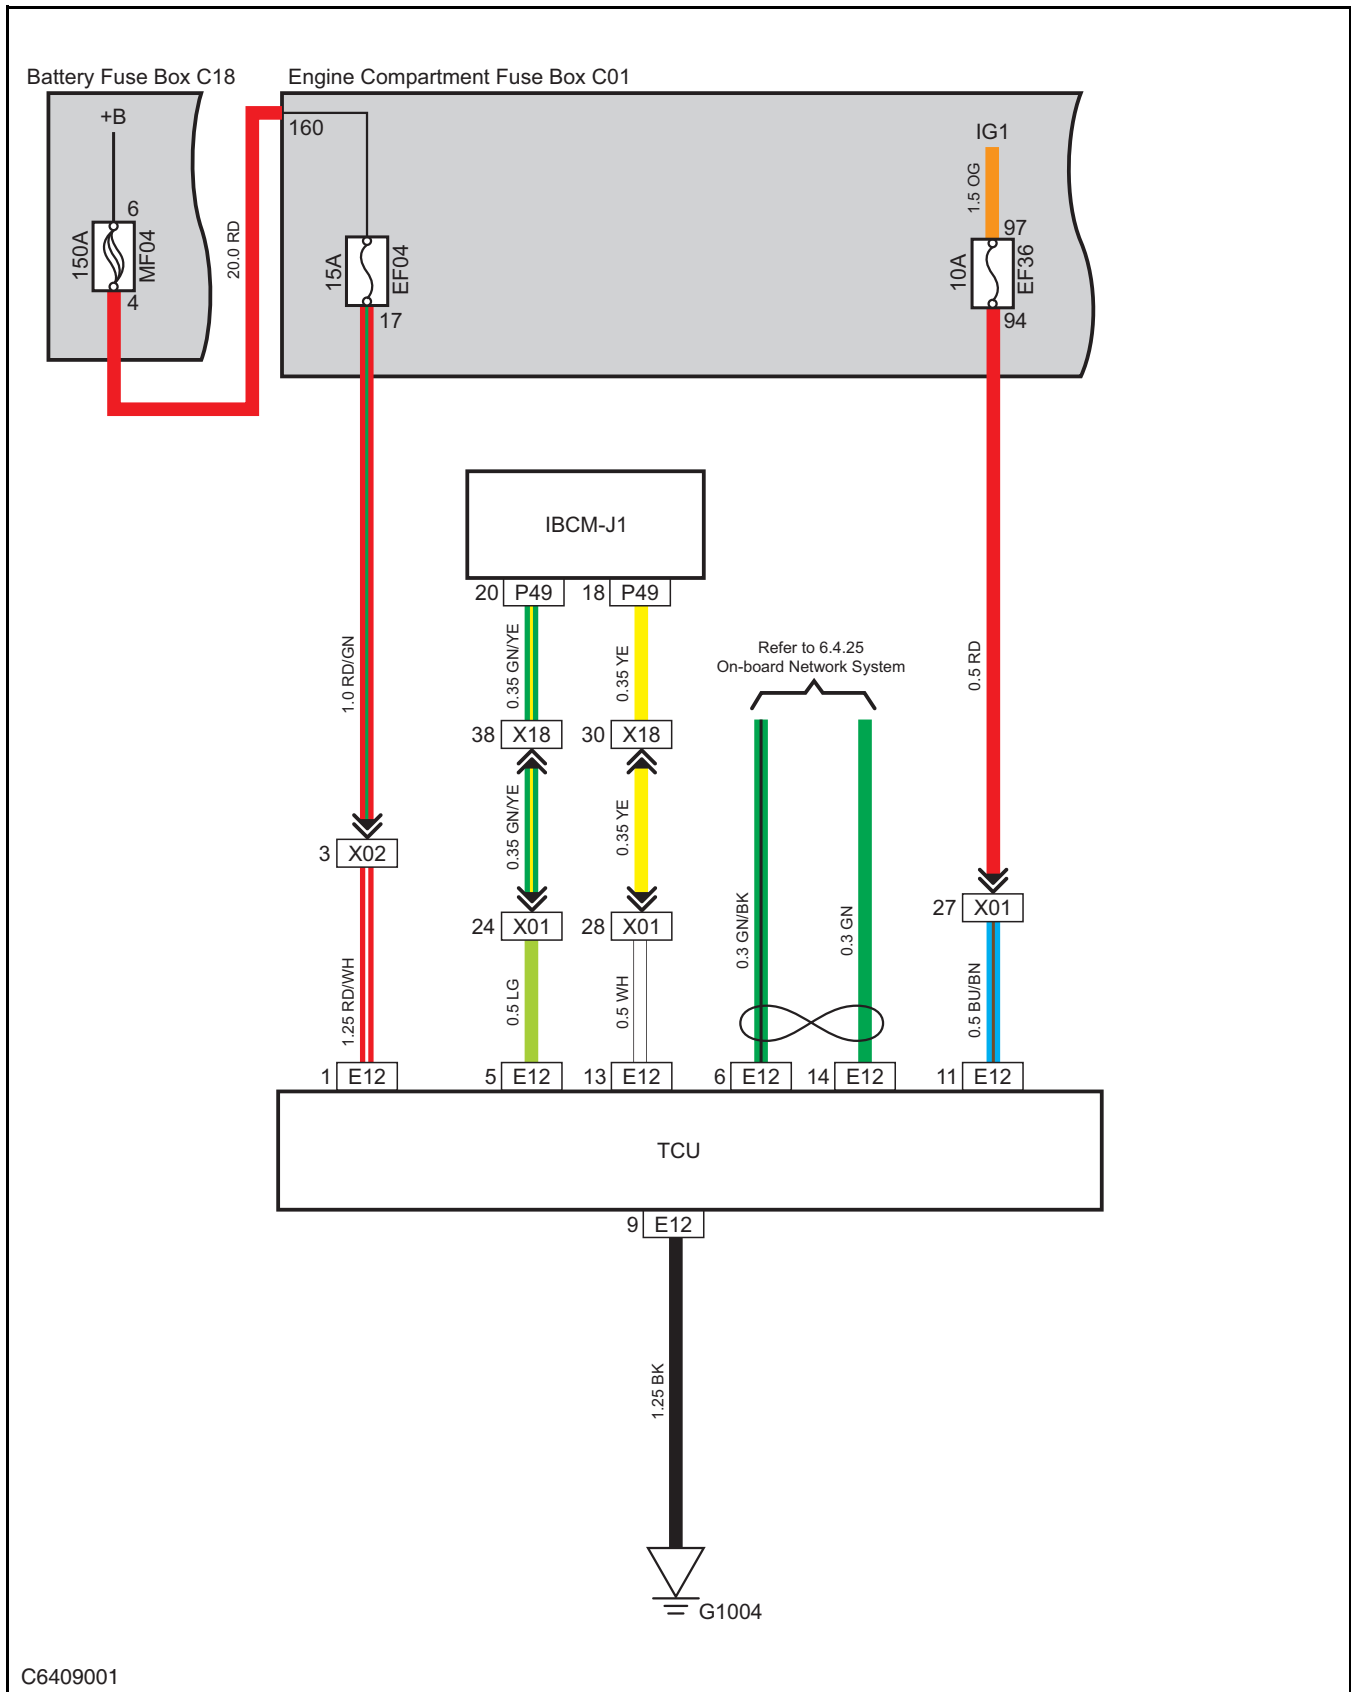 Battery Fuse Box C18
Engine Compartment Fuse Box C01
+B
160
IG1
1.5 OG
6
97
150A
MF04
20.0 RD
15A
EF04
10A
EF36
4
17
94
IBCM-J1
20 P49
18 P49
1.0 RD/GN
0.35 GN/YE
0.35 YE
Refer to 6.4.25
On-board Network System
0.5 RD
38 X18
30 X18
0.35 GN/YE
0.35 YE
3 X02
24 X01
28 X01
27 X01
1.25 RD/WH
0.5 LG
0.5 WH
0.3 GN/BK
0.3 GN
0.5 BU/BN
1 E12
5 E12
13 E12
6 E12
14 E12
11 E12
TCU
9 E12
1.25 BK
G1004
C6409001